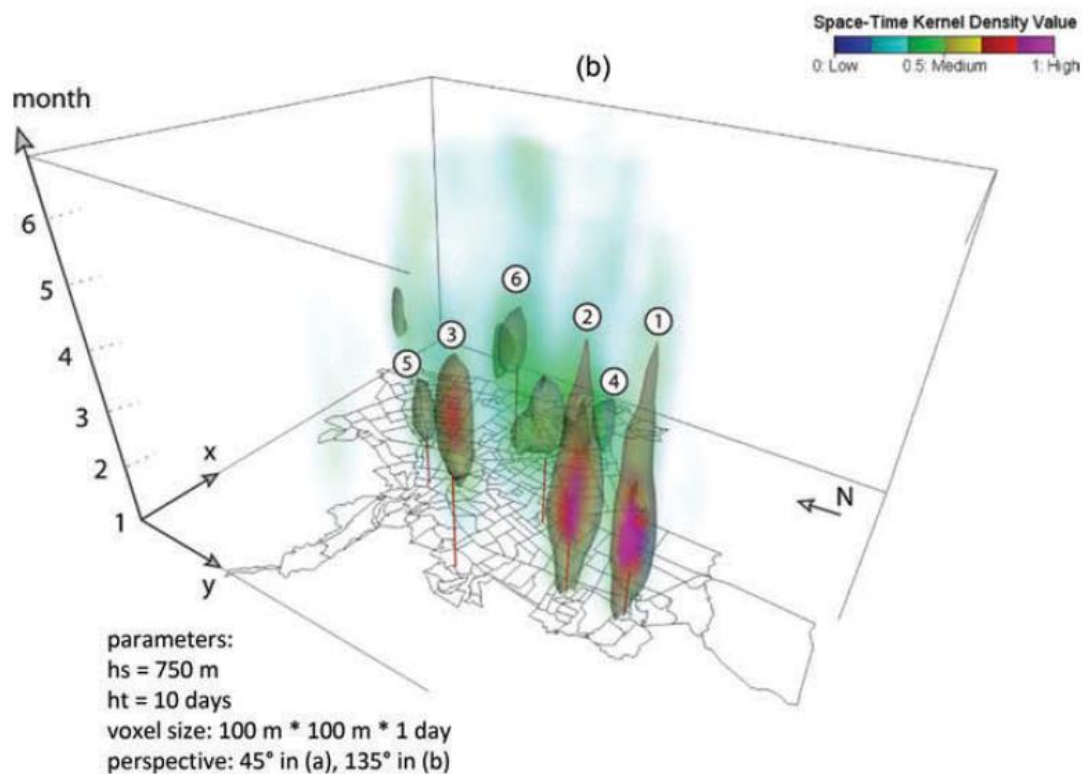 Space-Time Kernel Density Value
0: Low 0.5: Medium 1: High
(b)
month
6
5
4
3
2
1
x
y
N
6
2
1
3
5
4
parameters:
hs = 750 m
ht = 10 days
voxel size: 100 m * 100 m * 1 day
perspective: 45° in (a), 135° in (b)